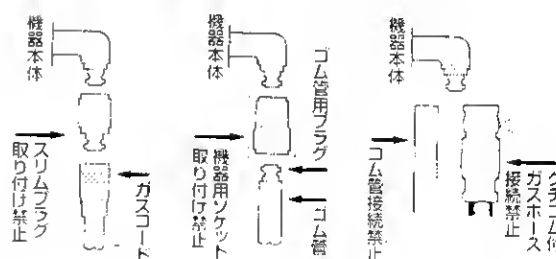 機器本体
スリムプラグ
取り付け禁止
ガスコード
機器本体
機器用ソケット
取り付け禁止
ゴム管用プラグ
ゴム管
機器本体
ゴム管接続禁止
ガスホース
接続禁止